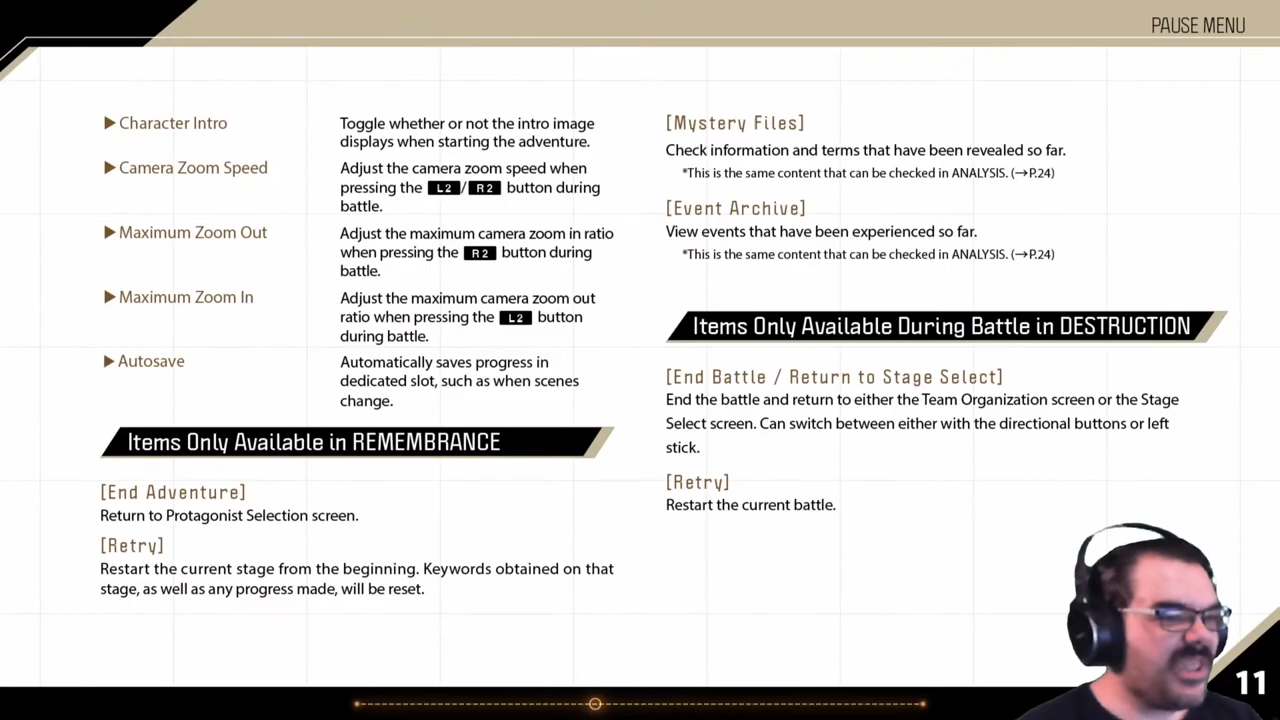 PAUSE MENU
▶Character Intro
Toggle whether or not the intro image
displays when starting the adventure.
▶Camera Zoom Speed
Adjust the camera zoom speed when
pressing the L2/R2 button during
battle.
▶Maximum Zoom Out
Adjust the maximum camera zoom in ratio
when pressing the R2 button during
battle.
▶Maximum Zoom In
Adjust the maximum camera zoom out
ratio when pressing the L2 button
during battle.
▶Autosave
Automatically saves progress in
dedicated slot, such as when scenes
change.
Items Only Available in REMEMBRANCE
[End Adventure]
Return to Protagonist Selection screen.
[Retry]
Restart the current stage from the beginning. Keywords obtained on that
stage, as well as any progress made, will be reset.
[Mystery Files]
Check information and terms that have been revealed so far.
*This is the same content that can be checked in ANALYSIS. (→P.24)
[Event Archive]
View events that have been experienced so far.
*This is the same content that can be checked in ANALYSIS. (→P.24)
Items Only Available During Battle in DESTRUCTION
[End Battle / Return to Stage Select]
End the battle and return to either the Team Organization screen or the Stage
Select screen. Can switch between either with the directional buttons or left
stick.
[Retry]
Restart the current battle.
11